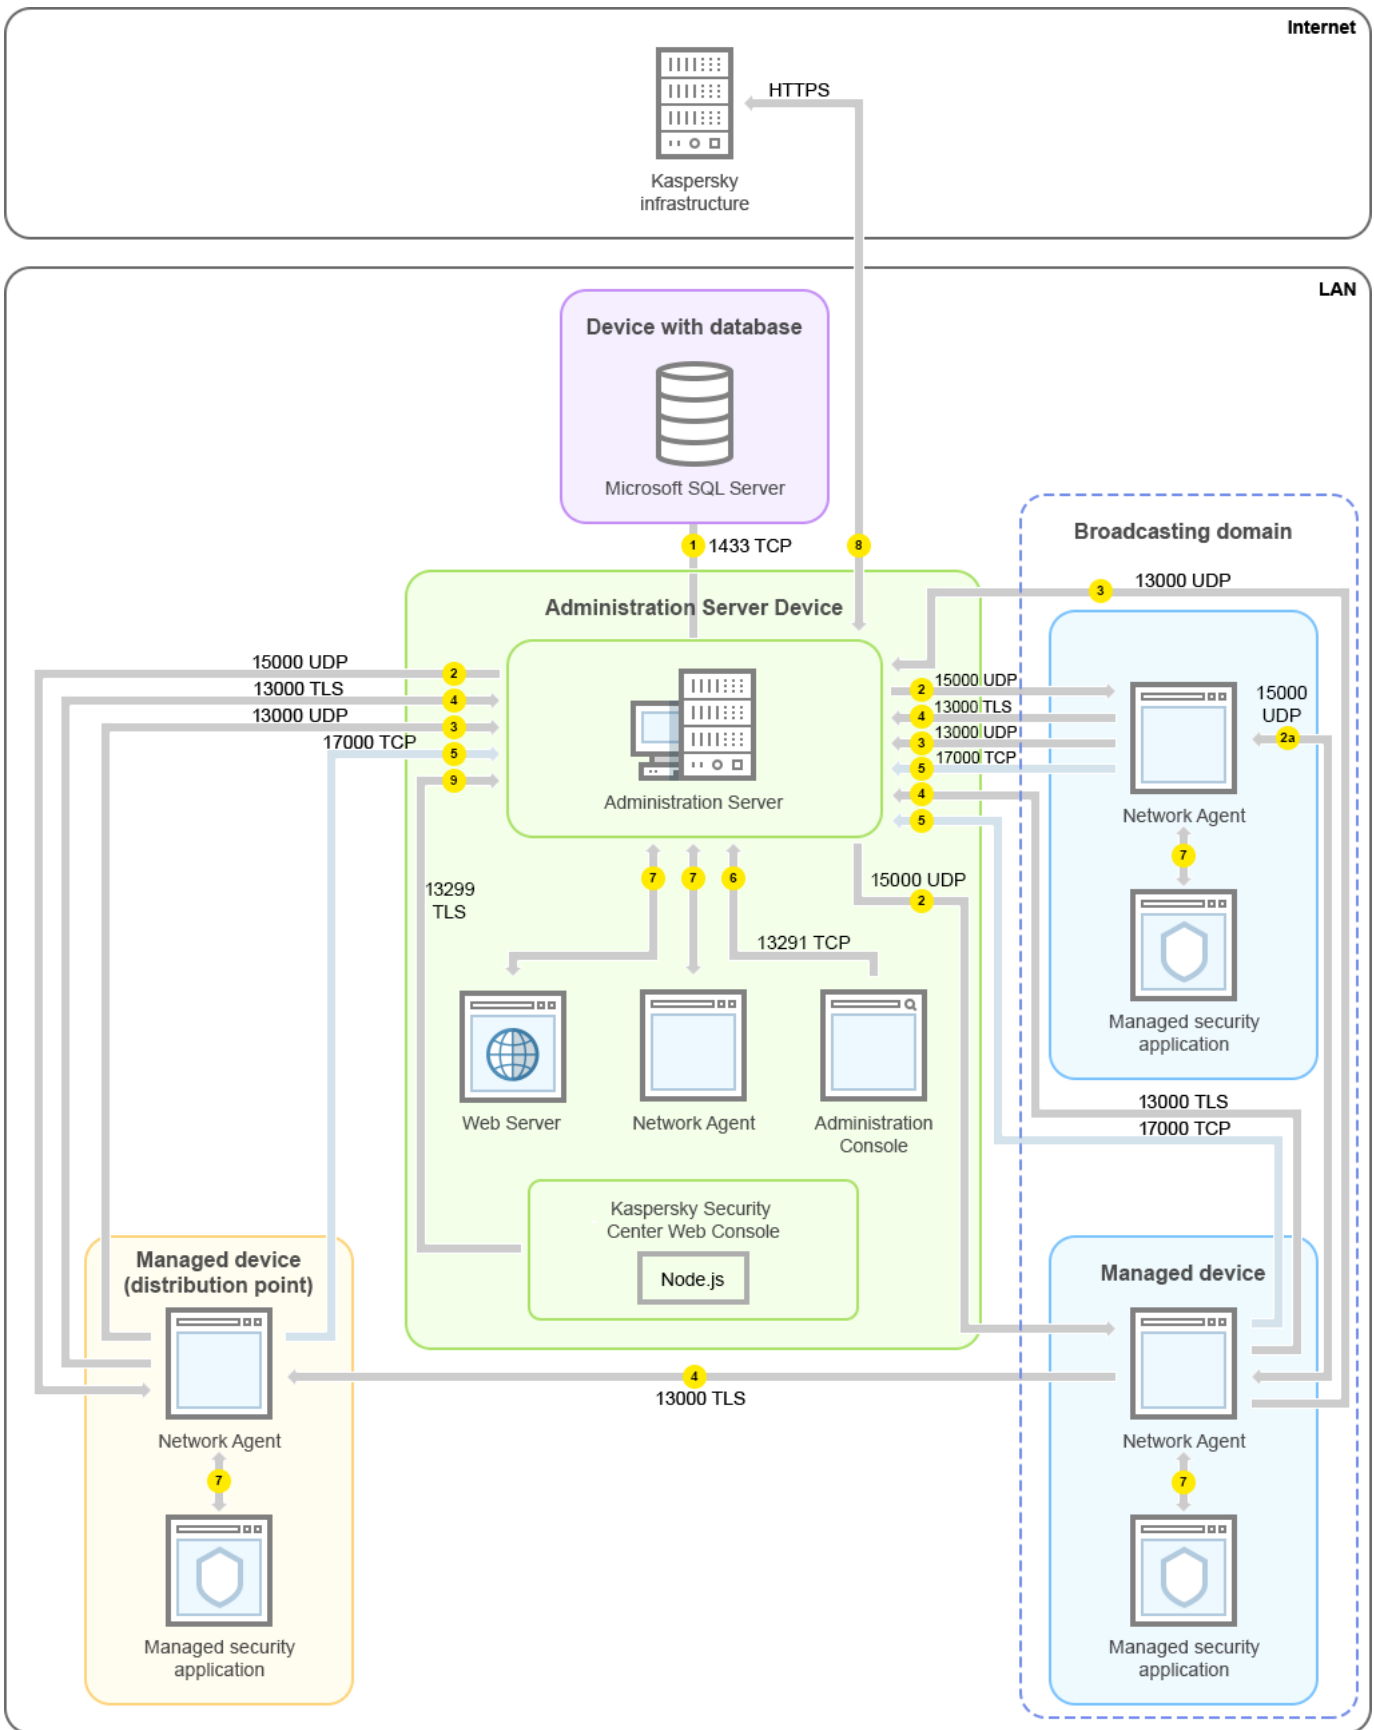 Internet
HTTPS
Kaspersky
infrastructure
LAN
Device with database
Microsoft SQL Server
1 1433 TCP
8
Broadcasting domain
13000 UDP
3
Administration Server Device
15000 UDP
2
13000 TLS
4
13000 UDP
3
17000 TCP
5
9
Administration Server
15000 UDP
2
13000 TLS
4
13000 UDP
3
17000 TCP
5
4
5
15000
UDP
2a
Network Agent
7
Managed security
application
13299
TLS
7
7
6
15000 UDP
2
13291 TCP
Web Server
Network Agent
Administration
Console
13000 TLS
17000 TCP
Kaspersky Security
Center Web Console
Node.js
Managed device
(distribution point)
Network Agent
7
Managed security
application
4
13000 TLS
Managed device
Network Agent
7
Managed security
application